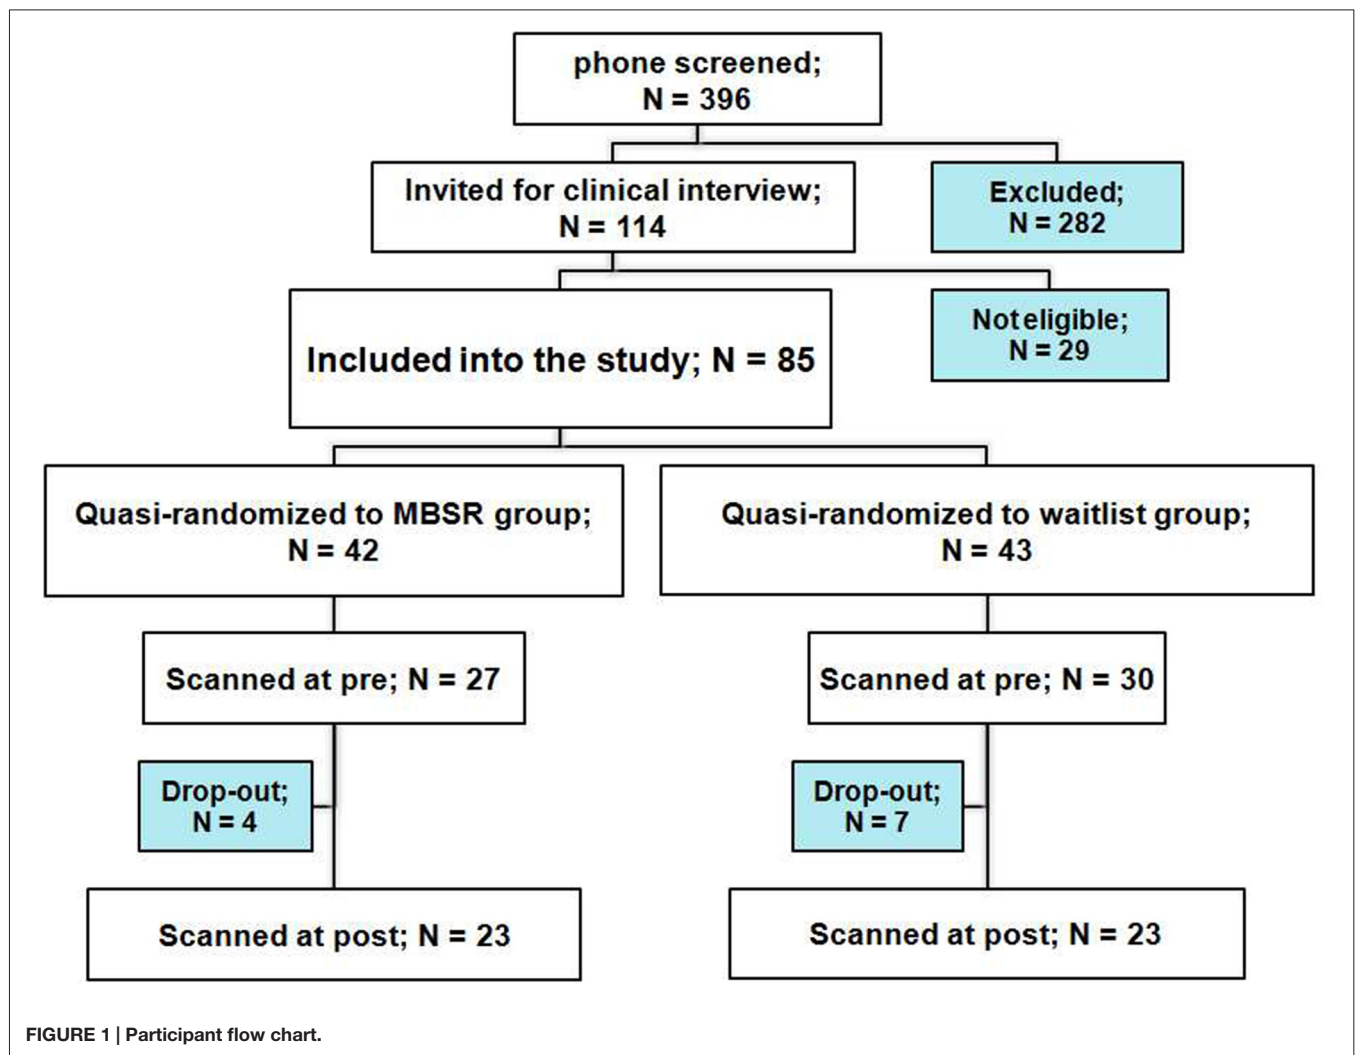 phone screened;
N = 396
Invited for clinical interview;
N = 114
Excluded;
N = 282
Included into the study; N = 85
Not eligible;
N = 29
Quasi-randomized to MBSR group;
N = 42
Quasi-randomized to waitlist group;
N = 43
Scanned at pre; N = 27
Scanned at pre; N = 30
Drop-out;
N = 4
Drop-out;
N = 7
Scanned at post; N = 23
Scanned at post; N = 23
FIGURE 1 | Participant flow chart.